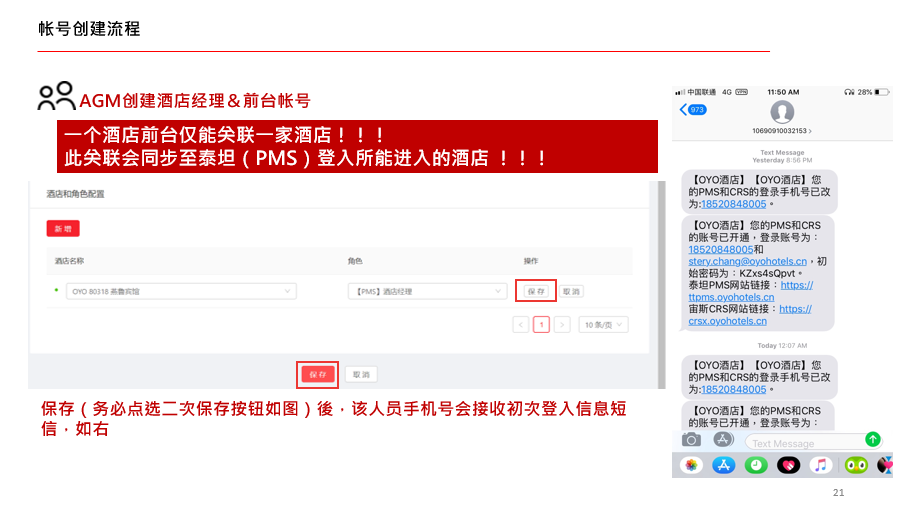 帐号创建流程
AGM创建酒店经理＆前台帐号
一个酒店前台仅能关联一家酒店！！！
此关联会同步至泰坦（PMS）登入所能进入的酒店 ！！！
酒店和角色配置
新 增
酒店名称 角色 操作
OYO 80318 燕鲁宾馆 【PMS】酒店经理 保 存 取 消
< 1 > 10 条/页
保 存 取 消
保存（务必点选二次保存按钮如图）後，该人员手机号会接收初次登入信息短
信，如右
中国联通 4G VPN 11:50 AM 28%
973
10690910032153 >
Text Message
Yesterday 6:56 PM
【OYO酒店】【OYO酒店】您
的PMS和CRS的登录手机号已改
为:18520848005。
【OYO酒店】您的PMS和CRS
的账号已开通，登录账号为：
18520848005和
stery.chang@oyohotels.cn，初
始密码为：KZxs4sQpvt。
泰坦PMS网站链接：https://
ttpms.oyohotels.cn
宙斯CRS网站链接：https://
crsx.oyohotels.cn
Today 12:07 AM
【OYO酒店】【OYO酒店】您
的PMS和CRS的登录手机号已改
为:18520848005。
【OYO酒店】您的PMS和CRS
的账号已开通，登录账号为：
Text Message
21